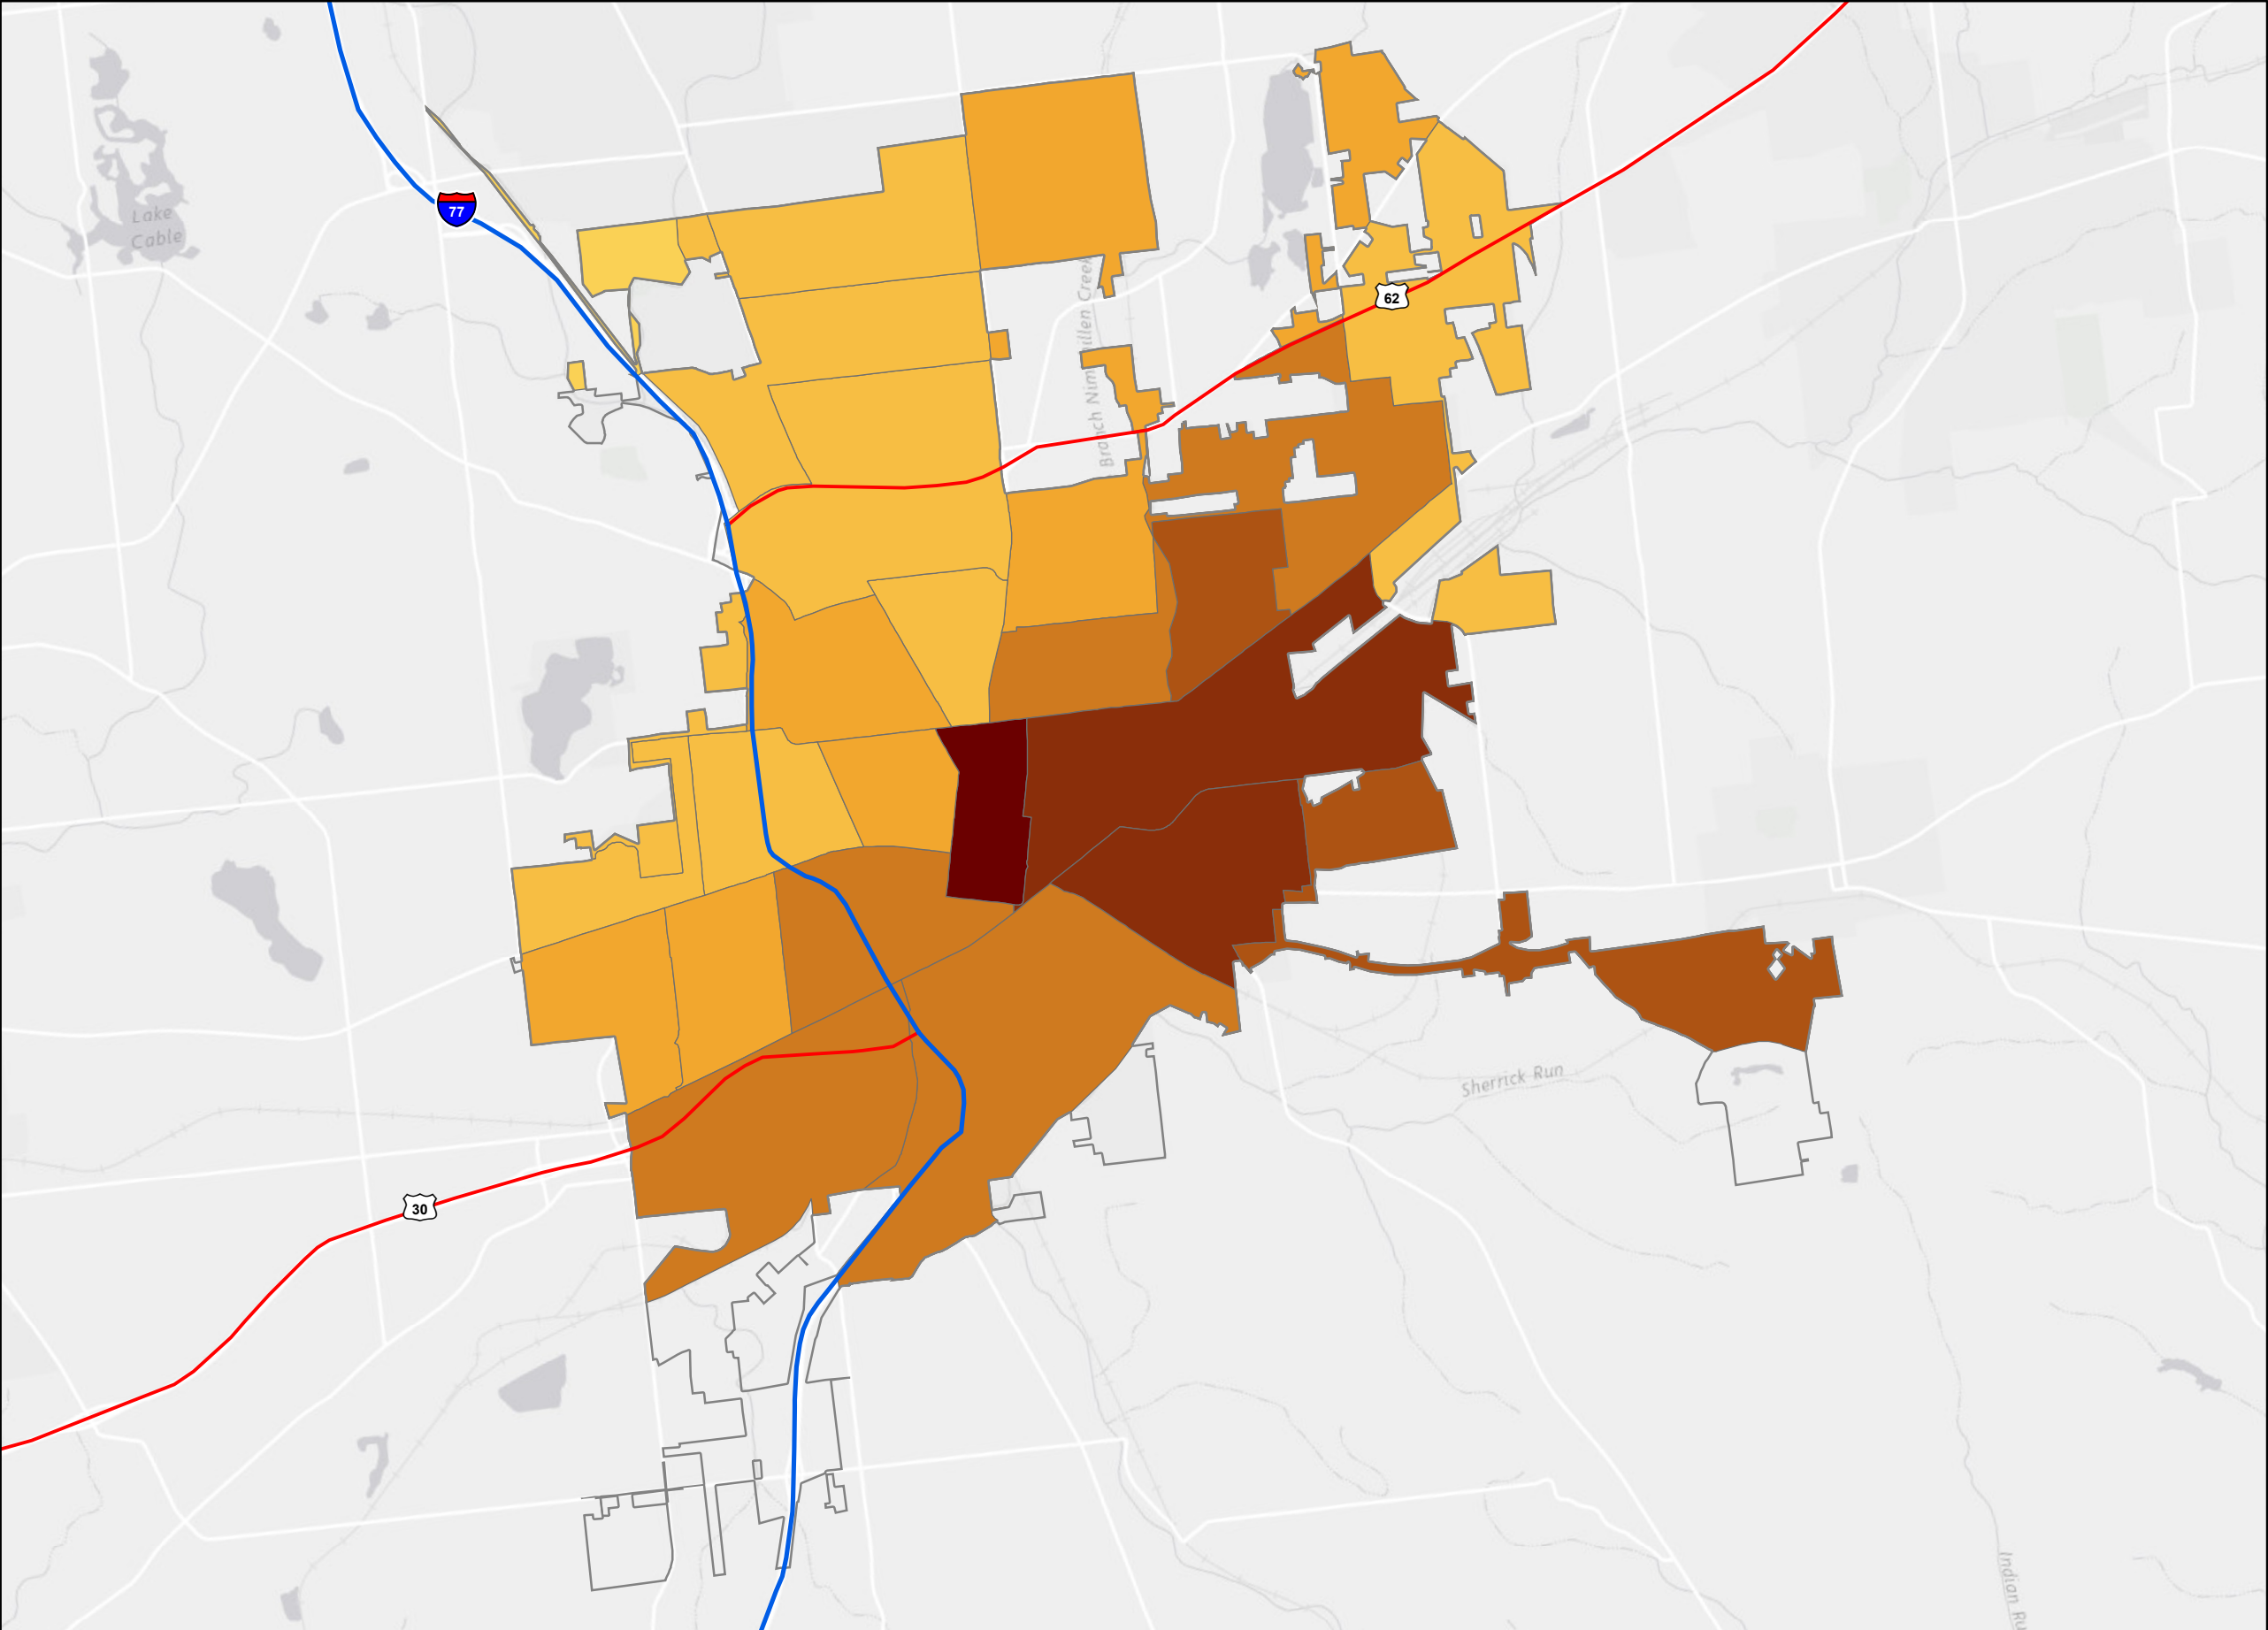 77
Lake
Cable
62
Branch Nimishillen Creek
Sherrick Run
30
Indian Ru